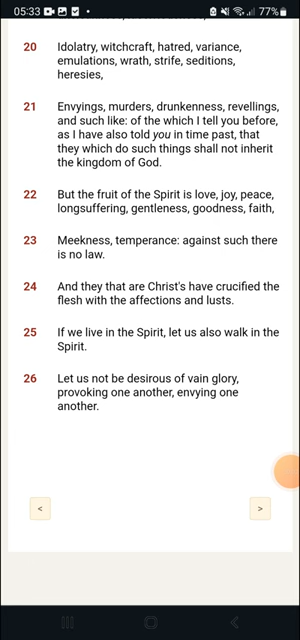 05:33
77%
20 Idolatry, witchcraft, hatred, variance,
emulations, wrath, strife, seditions,
heresies,
21 Envyings, murders, drunkenness, revellings,
and such like: of the which I tell you before,
as I have also told you in time past, that
they which do such things shall not inherit
the kingdom of God.
22 But the fruit of the Spirit is love, joy, peace,
longsuffering, gentleness, goodness, faith,
23 Meekness, temperance: against such there
is no law.
24 And they that are Christ's have crucified the
flesh with the affections and lusts.
25 If we live in the Spirit, let us also walk in the
Spirit.
26 Let us not be desirous of vain glory,
provoking one another, envying one
another.
< >